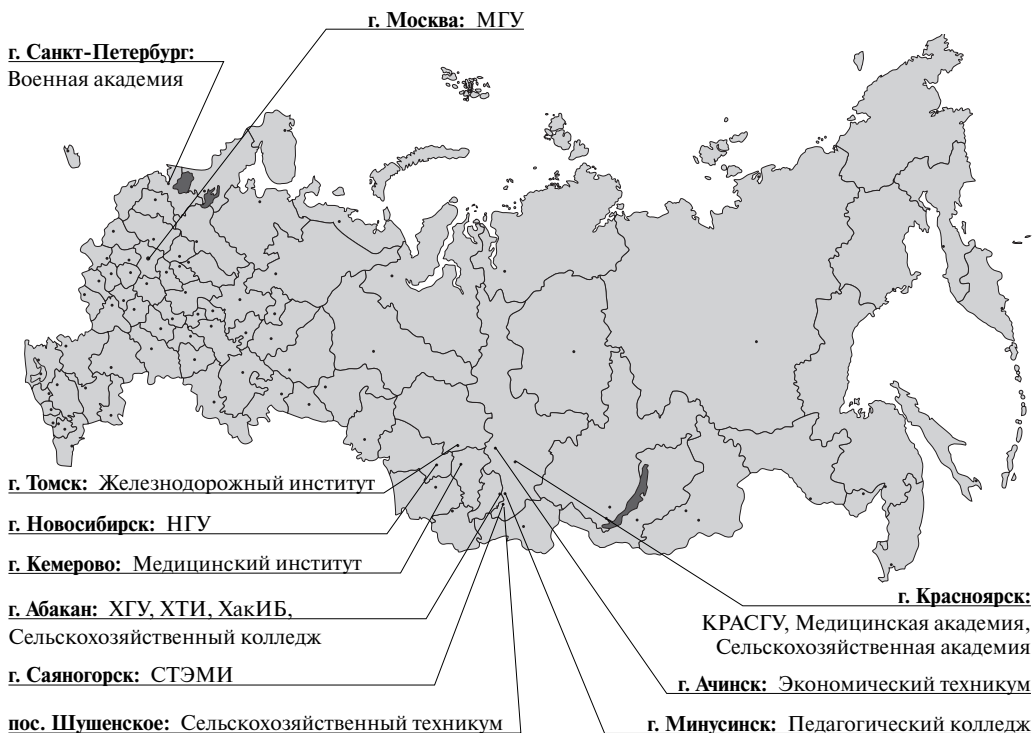 г. Москва: МГУ
г. Санкт-Петербург:
Военная академия
г. Томск: Железнодорожный институт
г. Новосибирск: НГУ
г. Кемерово: Медицинский институт
г. Абакан: ХГУ, ХТИ, ХакИБ,
Сельскохозяйственный колледж
г. Саяногорск: СТЭМИ
пос. Шушенское: Сельскохозяйственный техникум
г. Красноярск:
КРАСГУ, Медицинская академия,
Сельскохозяйственная академия
г. Ачинск: Экономический техникум
г. Минусинск: Педагогический колледж